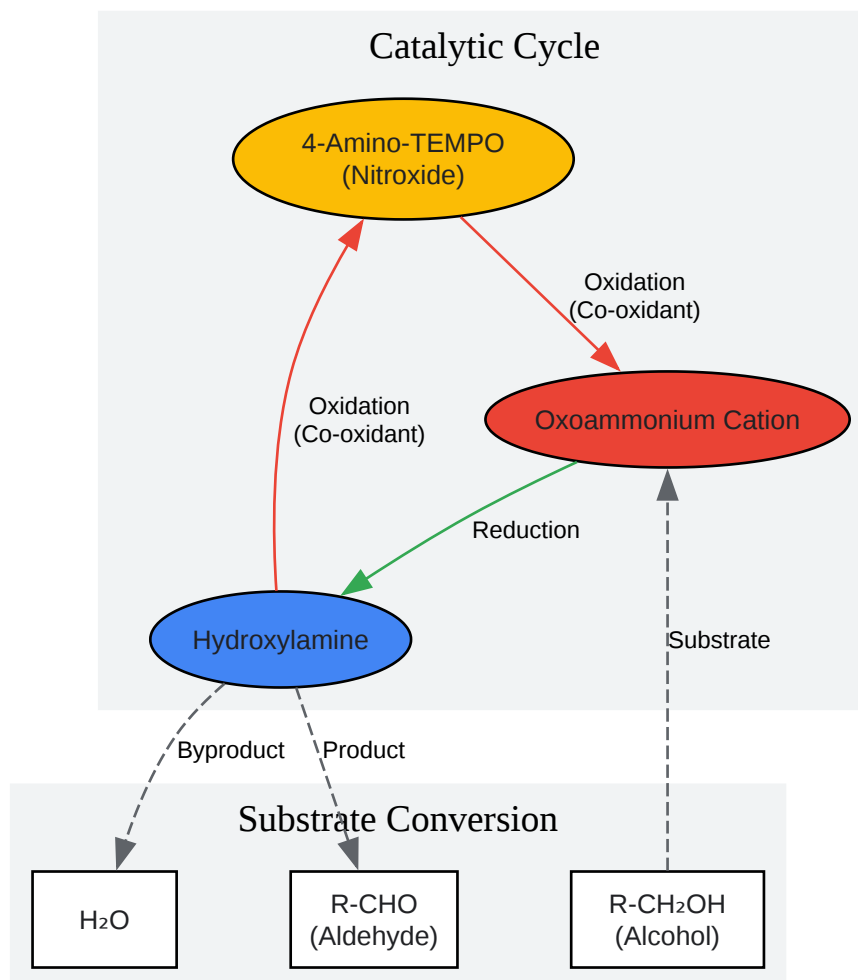 Catalytic Cycle
4-Amino-TEMPO
(Nitroxide)
Oxidation
(Co-oxidant)
Oxoammonium Cation
Oxidation
(Co-oxidant)
Reduction
Hydroxylamine
Substrate
Byproduct
Product
Substrate Conversion
H₂O
R-CHO
(Aldehyde)
R-CH₂OH
(Alcohol)